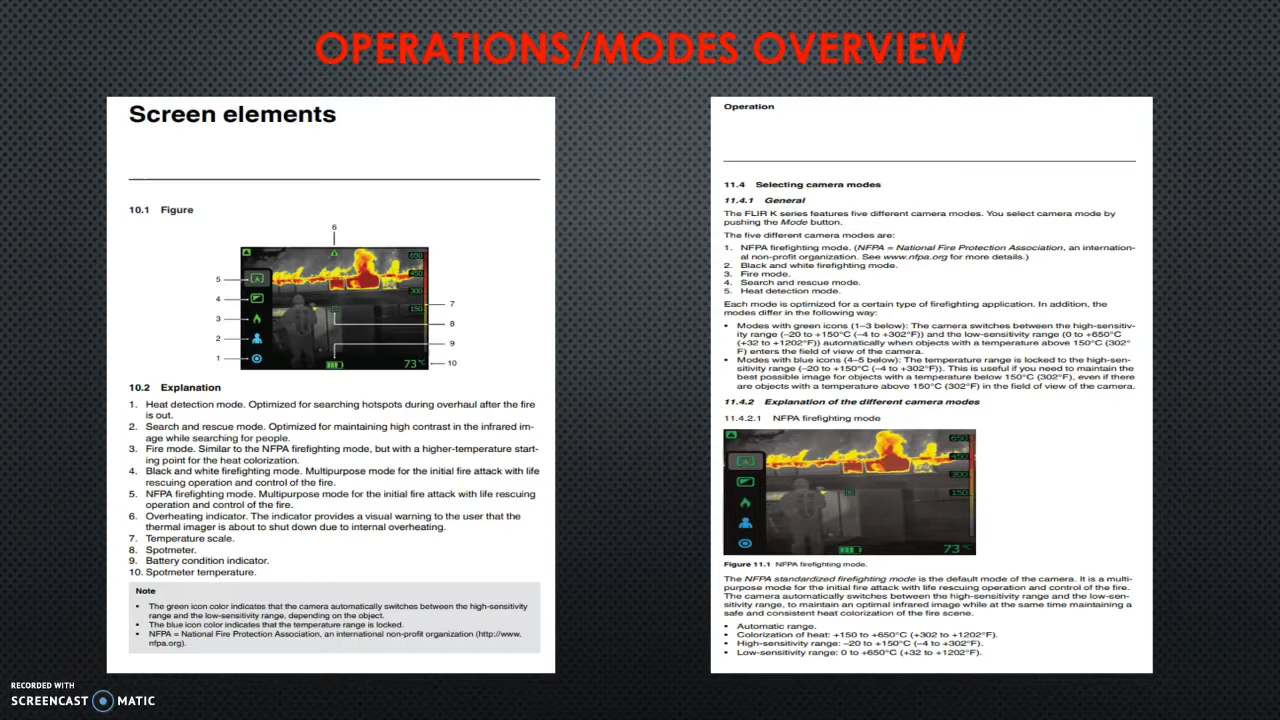 OPERATIONS/MODES OVERVIEW
Screen elements
10.1 Figure
6
5
4
3
2
1
650
450
300
150
73°C
7
8
9
10
10.2 Explanation
1. Heat detection mode. Optimized for searching hotspots during overhaul after the fire
is out.
2. Search and rescue mode. Optimized for maintaining high contrast in the infrared im-
age while searching for people.
3. Fire mode. Similar to the NFPA firefighting mode, but with a higher-temperature start-
ing point for the heat colorization.
4. Black and white firefighting mode. Multipurpose mode for the initial fire attack with life
rescuing operation and control of the fire.
5. NFPA firefighting mode. Multipurpose mode for the initial fire attack with life rescuing
operation and control of the fire.
6. Overheating indicator. The indicator provides a visual warning to the user that the
thermal imager is about to shut down due to internal overheating.
7. Temperature scale.
8. Spotmeter.
9. Battery condition indicator.
10. Spotmeter temperature.
Note
• The green icon color indicates that the camera automatically switches between the high-sensitivity
range and the low-sensitivity range, depending on the object.
• The blue icon color indicates that the temperature range is locked.
• NFPA = National Fire Protection Association, an international non-profit organization (http://www.
nfpa.org).
Operation
11.4 Selecting camera modes
11.4.1 General
The FLIR K series features five different camera modes. You select camera mode by
pushing the Mode button.
The five different camera modes are:
1. NFPA firefighting mode. (NFPA = National Fire Protection Association, an internation-
al non-profit organization. See www.nfpa.org for more details.)
2. Black and white firefighting mode.
3. Fire mode.
4. Search and rescue mode.
5. Heat detection mode.
Each mode is optimized for a certain type of firefighting application. In addition, the
modes differ in the following way:
• Modes with green icons (1–3 below): The camera switches between the high-sensitiv-
ity range (–20 to +150°C (–4 to +302°F)) and the low-sensitivity range (0 to +650°C
(+32 to +1202°F)) automatically when objects with a temperature above 150°C (302°
F) enters the field of view of the camera.
• Modes with blue icons (4–5 below): The temperature range is locked to the high-sen-
sitivity range (–20 to +150°C (–4 to +302°F)). This is useful if you need to maintain the
best possible image for objects with a temperature below 150°C (302°F), even if there
are objects with a temperature above 150°C (302°F) in the field of view of the camera.
11.4.2 Explanation of the different camera modes
11.4.2.1 NFPA firefighting mode
650
450
300
150
73°C
Figure 11.1 NFPA firefighting mode.
The NFPA standardized firefighting mode is the default mode of the camera. It is a multi-
purpose mode for the initial fire attack with life rescuing operation and control of the fire.
The camera automatically switches between the high-sensitivity range and the low-sen-
sitivity range, to maintain an optimal infrared image while at the same time maintaining a
safe and consistent heat colorization of the fire scene.
• Automatic range.
• Colorization of heat: +150 to +650°C (+302 to +1202°F).
• High-sensitivity range: –20 to +150°C (–4 to +302°F).
• Low-sensitivity range: 0 to +650°C (+32 to +1202°F).
RECORDED WITH
SCREENCAST MATIC